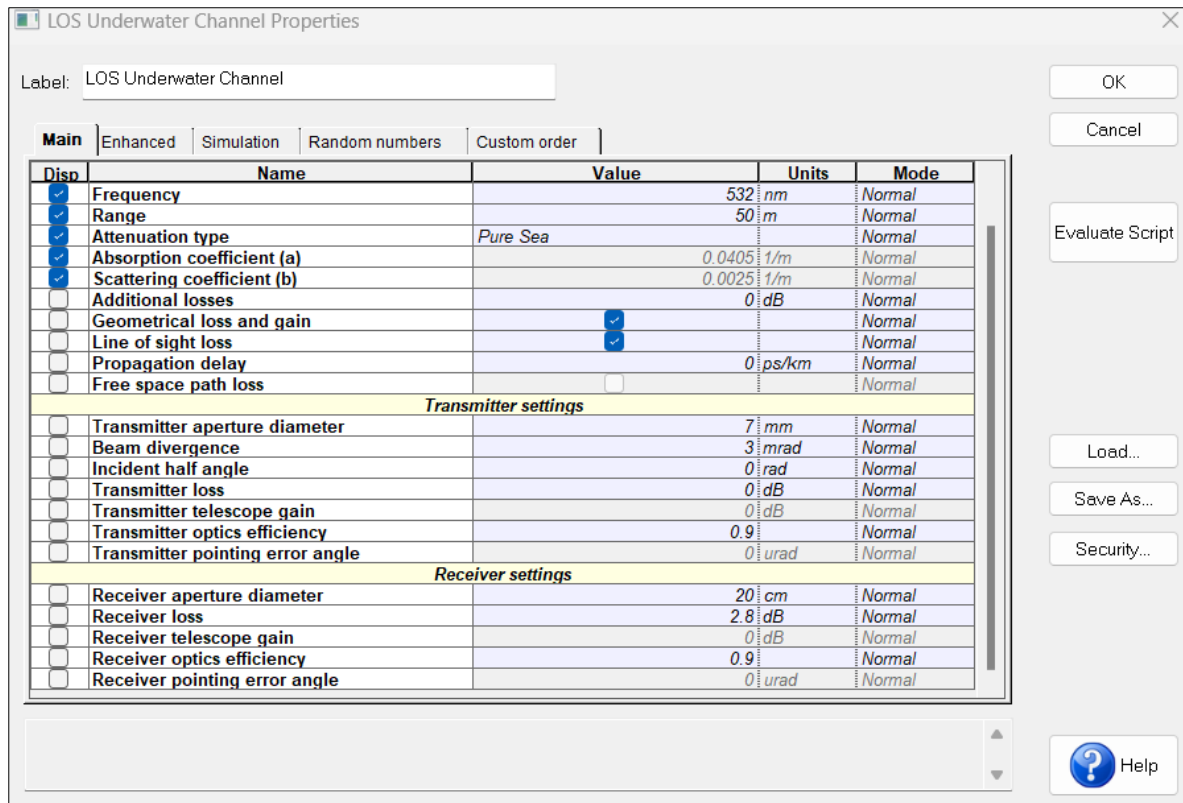 LOS Underwater Channel Properties
Label: LOS Underwater Channel
OK
Cancel
Main Enhanced Simulation Random numbers Custom order
Disp Name Value Units Mode
Frequency 532 nm Normal
Range 50 m Normal
Attenuation type Pure Sea Normal
Evaluate Script
Absorption coefficient (a) 0.0405 1/m Normal
Scattering coefficient (b) 0.0025 1/m Normal
Additional losses 0 dB Normal
Geometrical loss and gain Normal
Line of sight loss Normal
Propagation delay 0 ps/km Normal
Free space path loss Normal
Transmitter settings
Transmitter aperture diameter 7 mm Normal
Beam divergence 3 mrad Normal
Load...
Incident half angle 0 rad Normal
Transmitter loss 0 dB Normal
Save As...
Transmitter telescope gain 0 dB Normal
Transmitter optics efficiency 0.9 Normal
Security...
Transmitter pointing error angle 0 urad Normal
Receiver settings
Receiver aperture diameter 20 cm Normal
Receiver loss 2.8 dB Normal
Receiver telescope gain 0 dB Normal
Receiver optics efficiency 0.9 Normal
Receiver pointing error angle 0 urad Normal
? Help